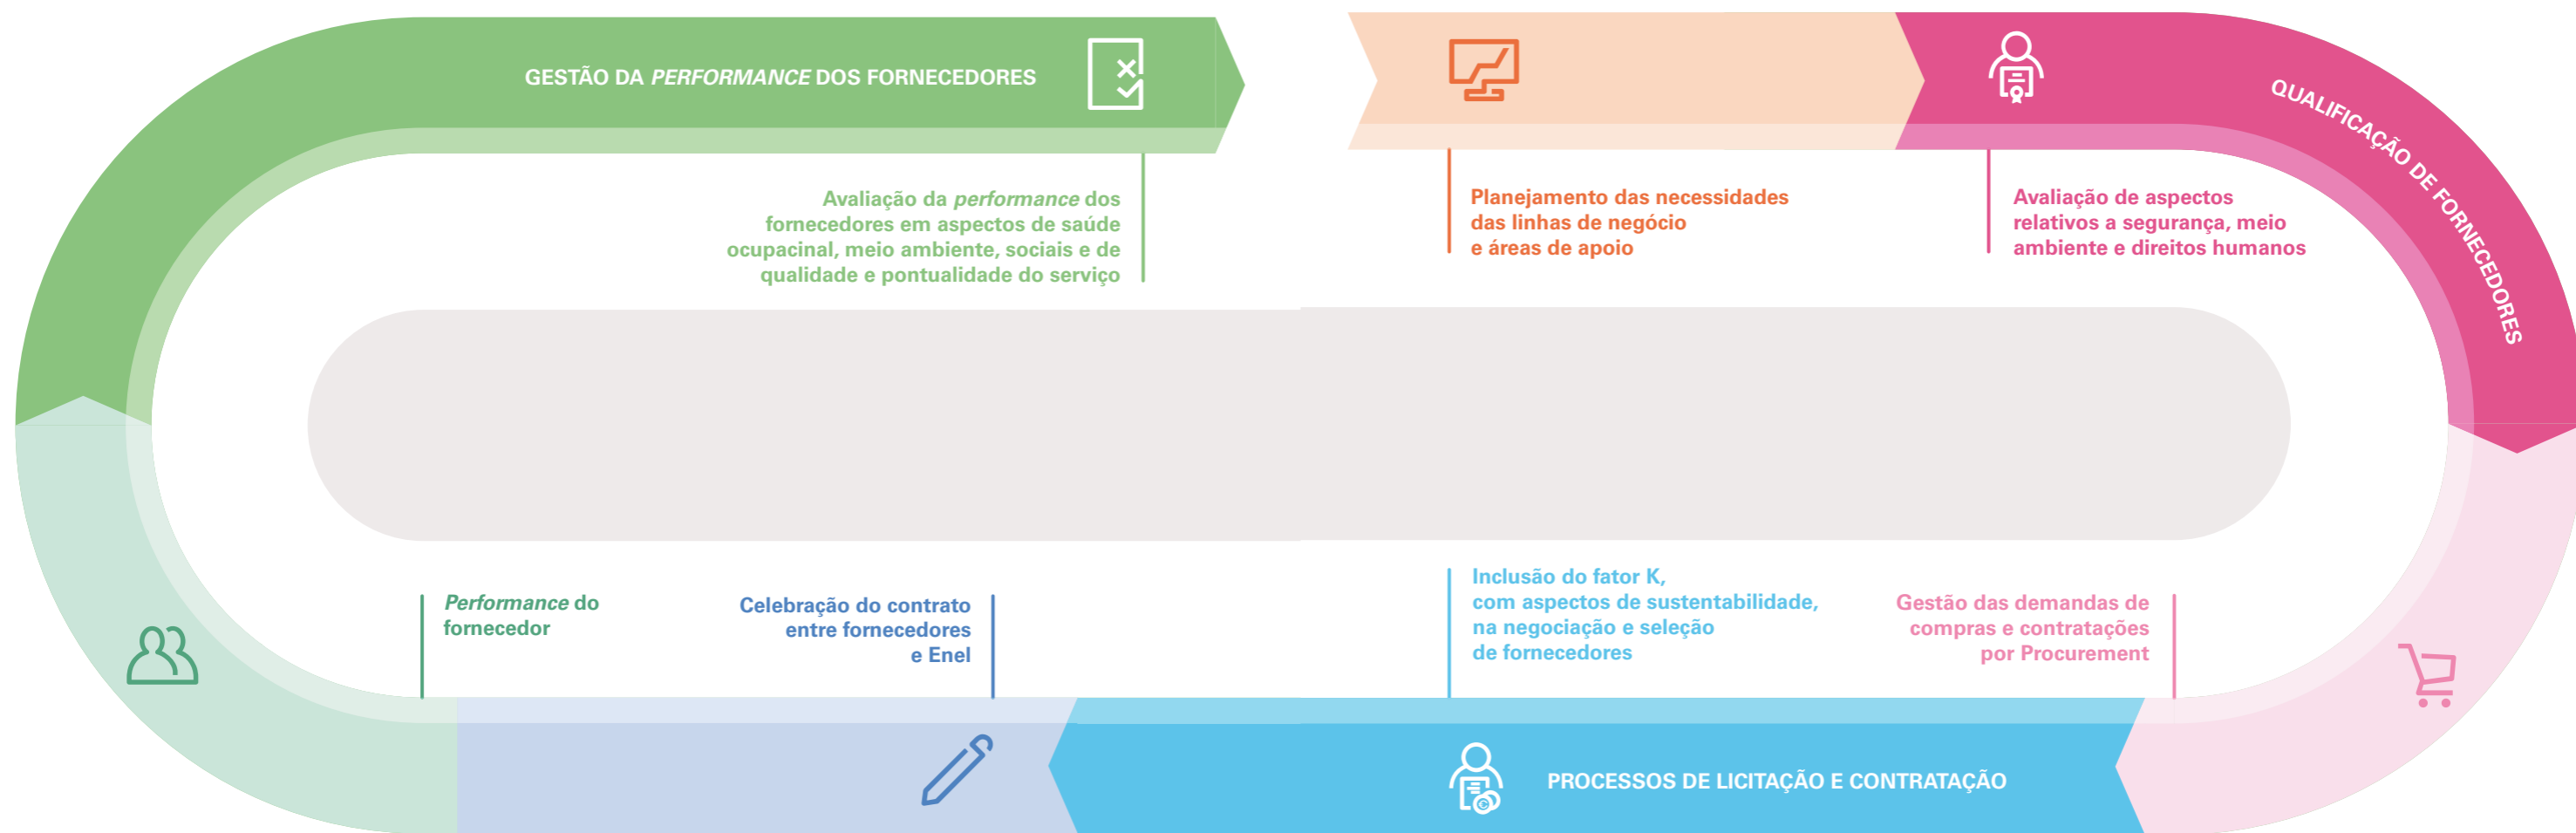 GESTÃO DA PERFORMANCE DOS FORNECEDORES
Avaliação da performance dos
fornecedores em aspectos de saúde
ocupacinal, meio ambiente, sociais e de
qualidade e pontualidade do serviço
Planejamento das necessidades
das linhas de negócio
e áreas de apoio
Avaliação de aspectos
relativos a segurança, meio
ambiente e direitos humanos
QUALIFICAÇÃO DE FORNECEDORES
Performance do
fornecedor
Celebração do contrato
entre fornecedores
e Enel
Inclusão do fator K,
com aspectos de sustentabilidade,
na negociação e seleção
de fornecedores
Gestão das demandas de
compras e contratações
por Procurement
PROCESSOS DE LICITAÇÃO E CONTRATAÇÃO